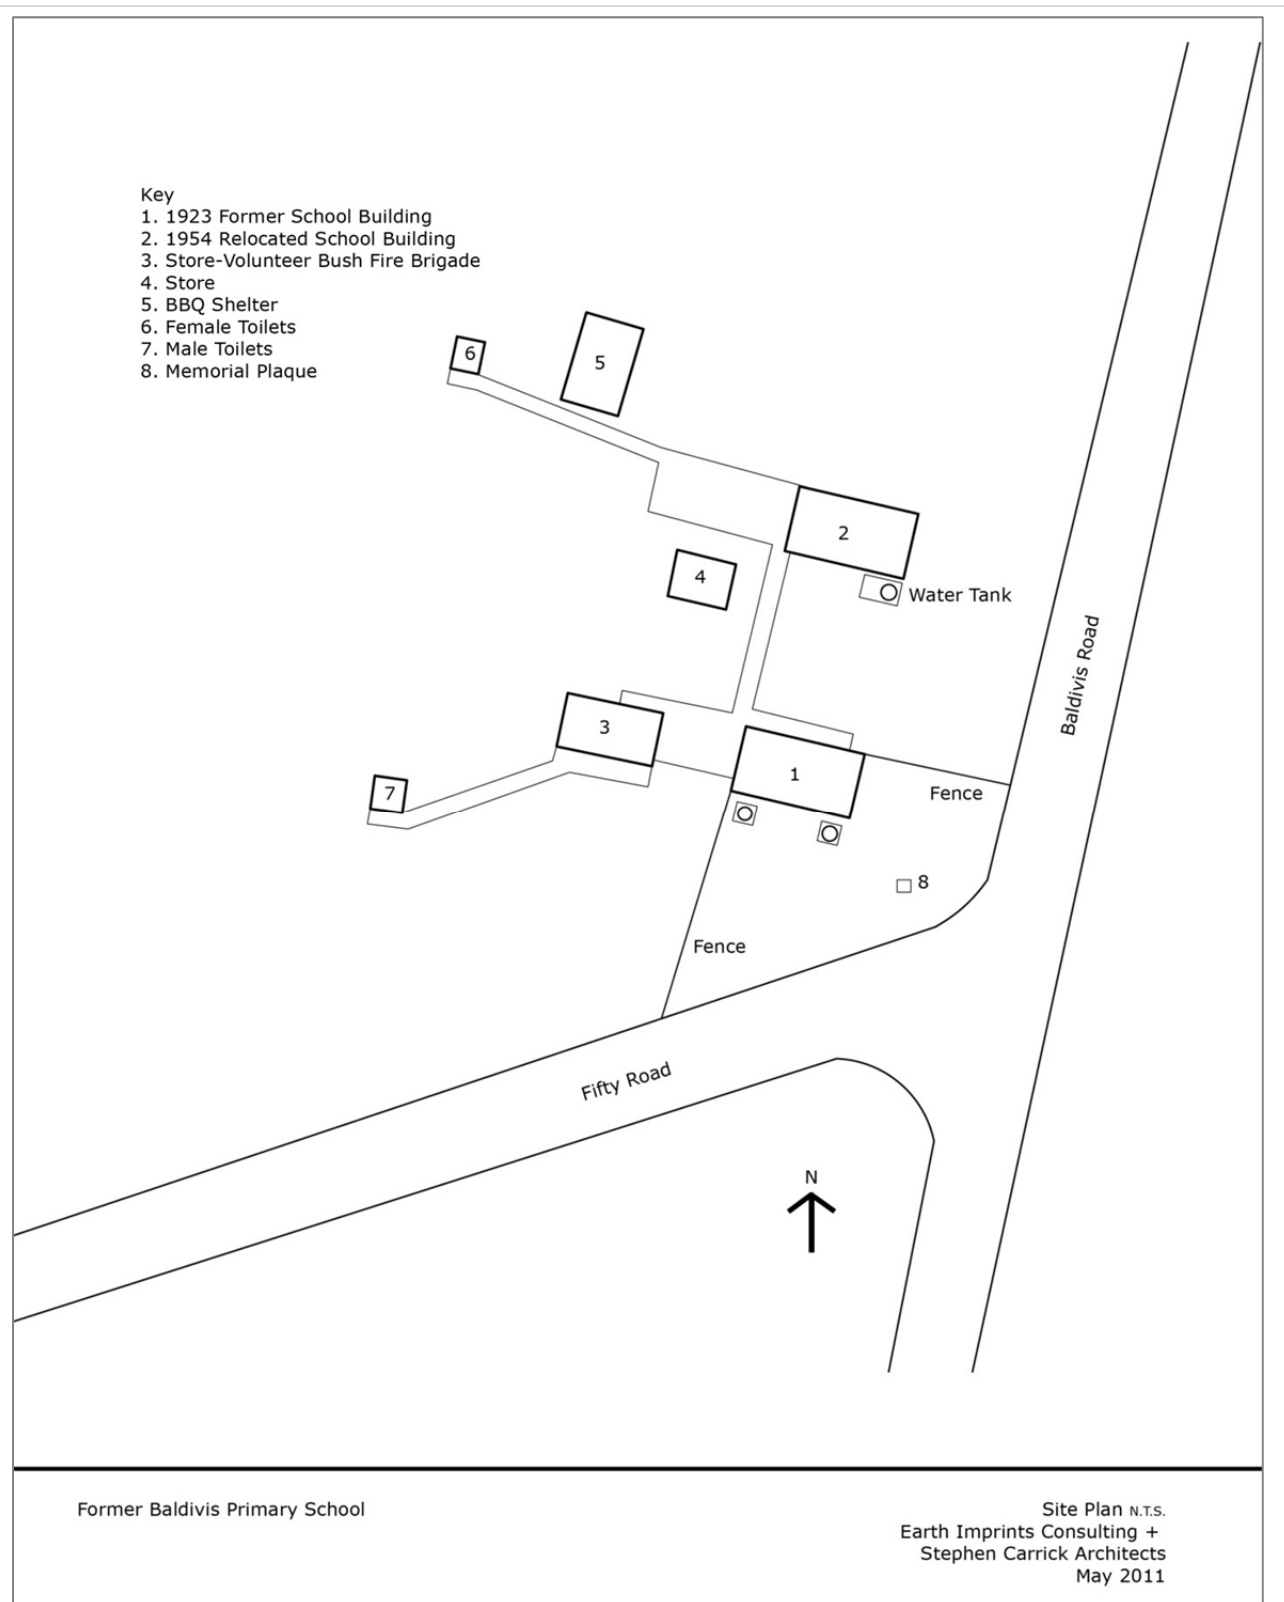 Key
1. 1923 Former School Building
2. 1954 Relocated School Building
3. Store-Volunteer Bush Fire Brigade
4. Store
5. BBQ Shelter
6. Female Toilets
7. Male Toilets
8. Memorial Plaque
6
5
2
4
Water Tank
Baldivis Road
3
1
7
Fence
8
Fence
Fifty Road
N
Former Baldivis Primary School
Site Plan N.T.S.
Earth Imprints Consulting +
Stephen Carrick Architects
May 2011